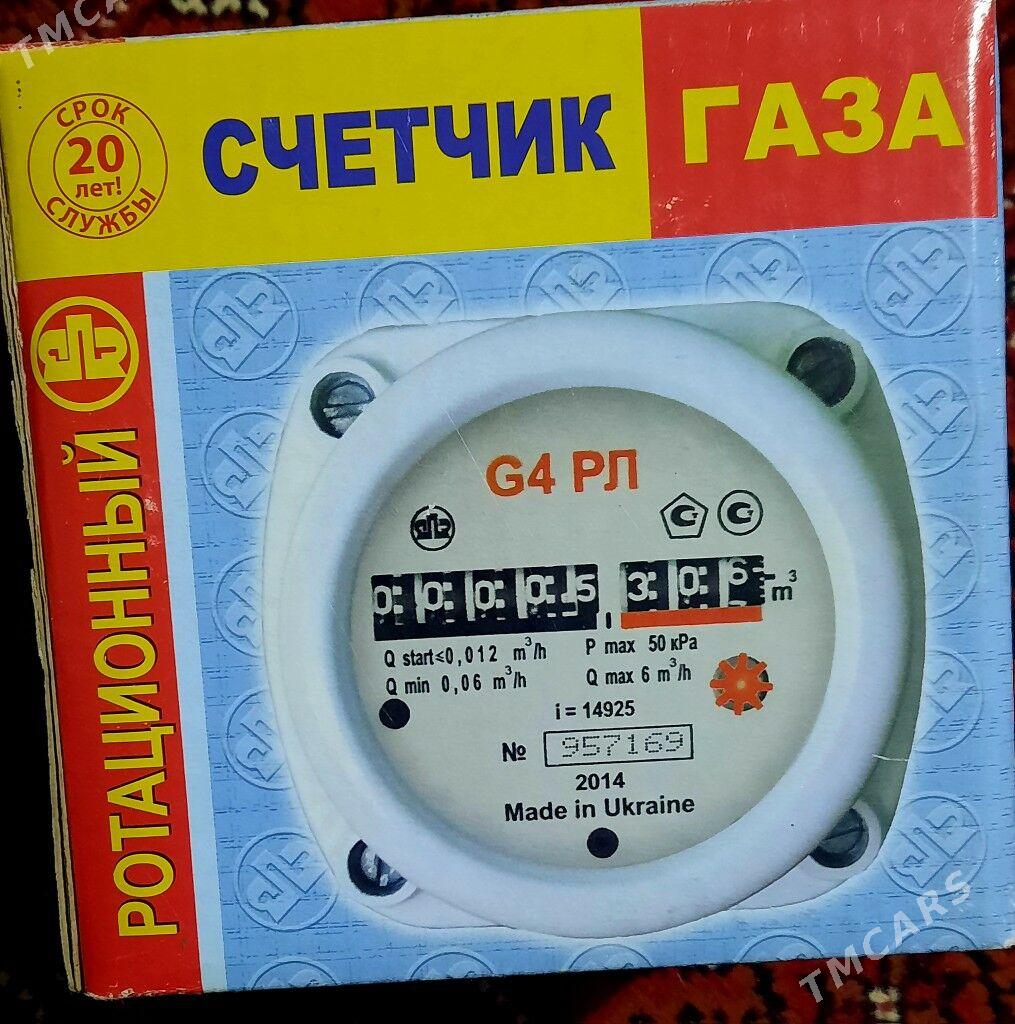 TMCARS
СРОК
20
лет!
СЛУЖБЫ
СЧЕТЧИК ГАЗА
РОТАЦИОННЫЙ
G4 РЛ
0 0 0 0 5 , 3 0 6 m³
Q start≤0,012 m³/h
P max 50 кPa
Q min 0,06 m³/h
Q max 6 m³/h
i = 14925
№ 957169
2014
Made in Ukraine
TMCARS